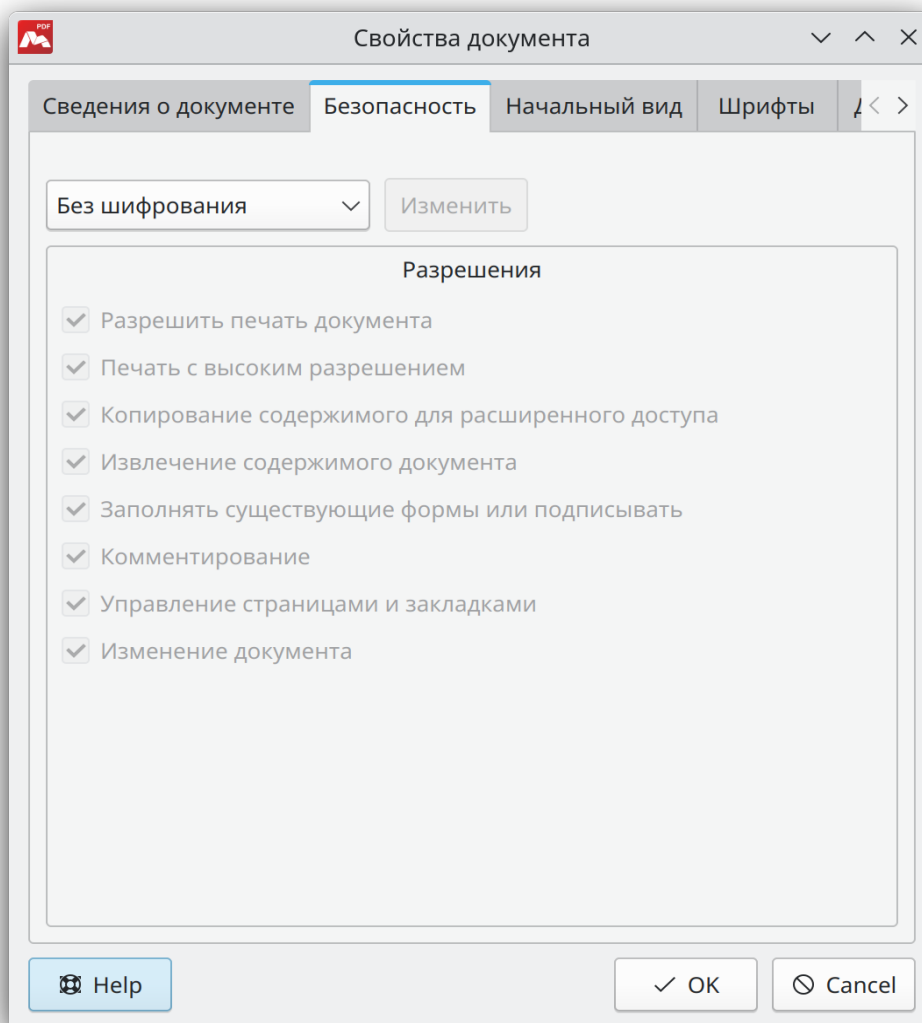 PDF
Свойства документа
Сведения о документе Безопасность Начальный вид Шрифты
Без шифрования Изменить
Разрешения
Разрешить печать документа
Печать с высоким разрешением
Копирование содержимого для расширенного доступа
Извлечение содержимого документа
Заполнять существующие формы или подписывать
Комментирование
Управление страницами и закладками
Изменение документа
Help OK Cancel